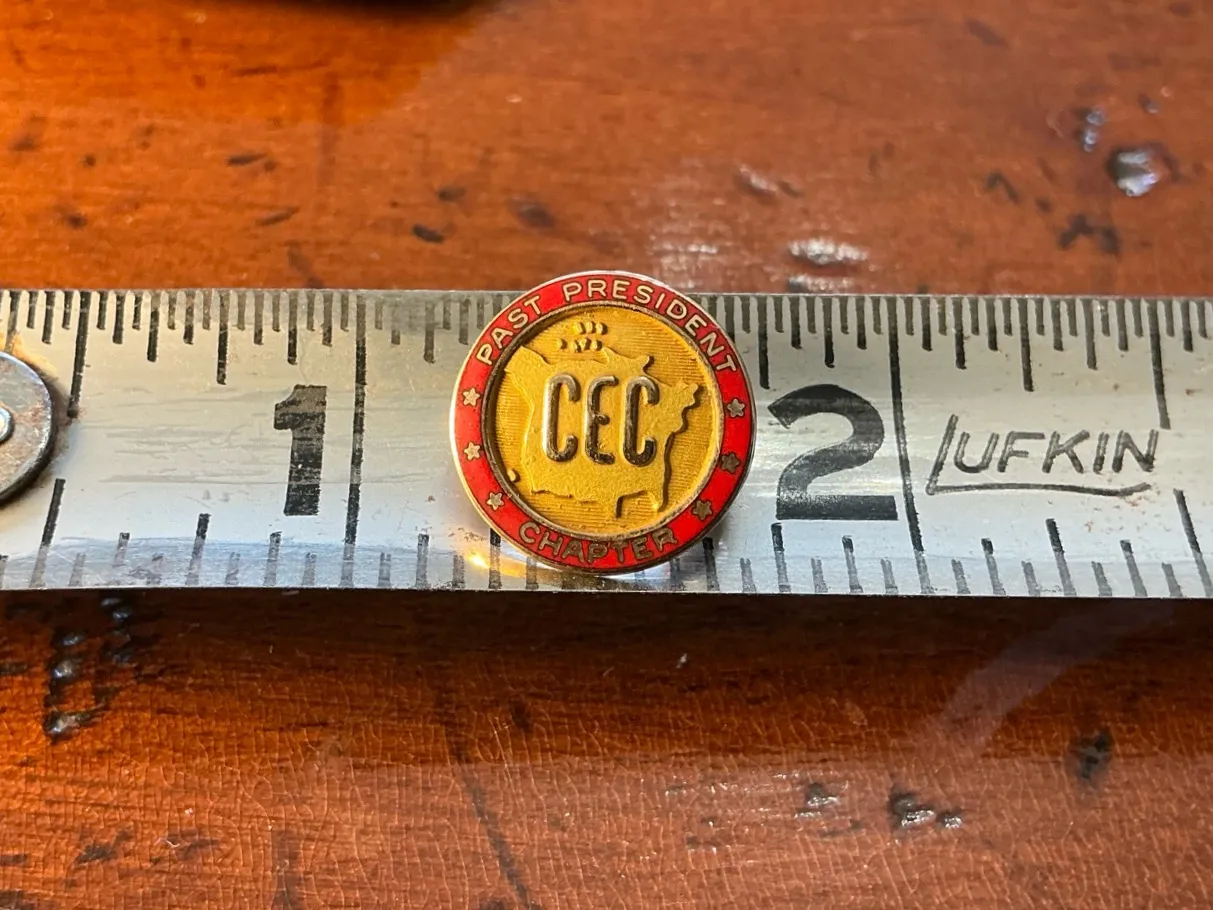 PAST PRESIDENT
CEC
CHAPTER
1
2
LUFKIN